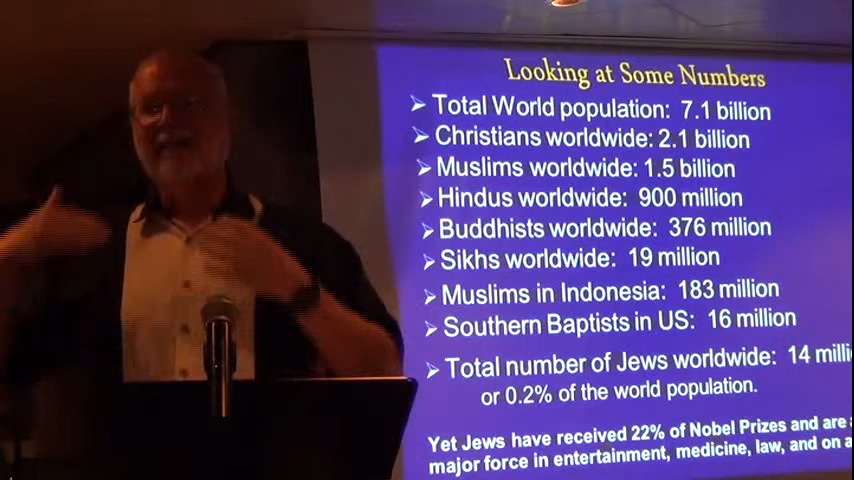 Looking at Some Numbers
➢ Total World population: 7.1 billion
➢ Christians worldwide: 2.1 billion
➢ Muslims worldwide: 1.5 billion
➢ Hindus worldwide: 900 million
➢ Buddhists worldwide: 376 million
➢ Sikhs worldwide: 19 million
➢ Muslims in Indonesia: 183 million
➢ Southern Baptists in US: 16 million
➢ Total number of Jews worldwide: 14 milli
or 0.2% of the world population.
Yet Jews have received 22% of Nobel Prizes and are a
major force in entertainment, medicine, law, and on a